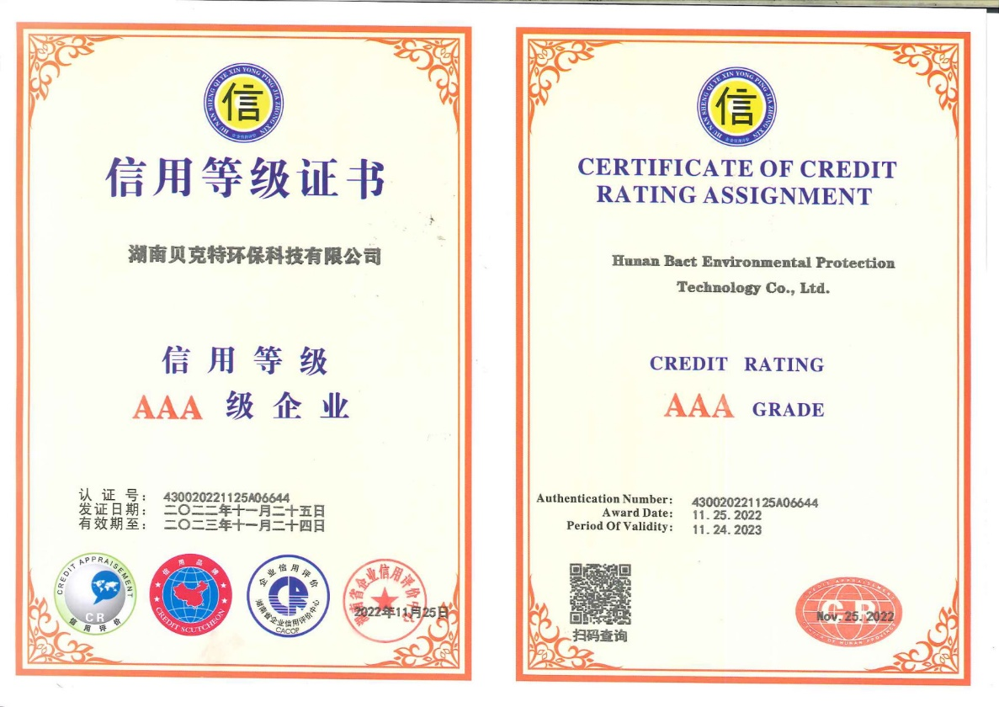 HU NAN SHENG QI YE XIN YONG PING JIA ZHONG XIN
信
信用等级证书
湖南贝克特环保科技有限公司
信用等级
AAA 级企业
认证号： 430020221125A06644
发证日期： 二〇二二年十一月二十五日
有效期至： 二〇二三年十一月二十四日
CREDIT APPRAISEMENT
CR
信用评价
信用品牌
CREDIT SCUTCHEON
企业信用评价
CR
湖南省企业信用评价中心
CACOP
湖南省企业信用评价中心
2022年11月25日
HU NAN SHENG QI YE XIN YONG PING JIA ZHONG XIN
信
CERTIFICATE OF CREDIT
RATING ASSIGNMENT
Hunan Bact Environmental Protection
Technology Co., Ltd.
CREDIT RATING
AAA GRADE
Authentication Number: 430020221125A06644
Award Date: 11. 25. 2022
Period Of Validity: 11. 24. 2023
扫码查询
CREDIT APPRAISEMENT
CR
Nov. 25. 2022
OF HUNAN PROVINCE